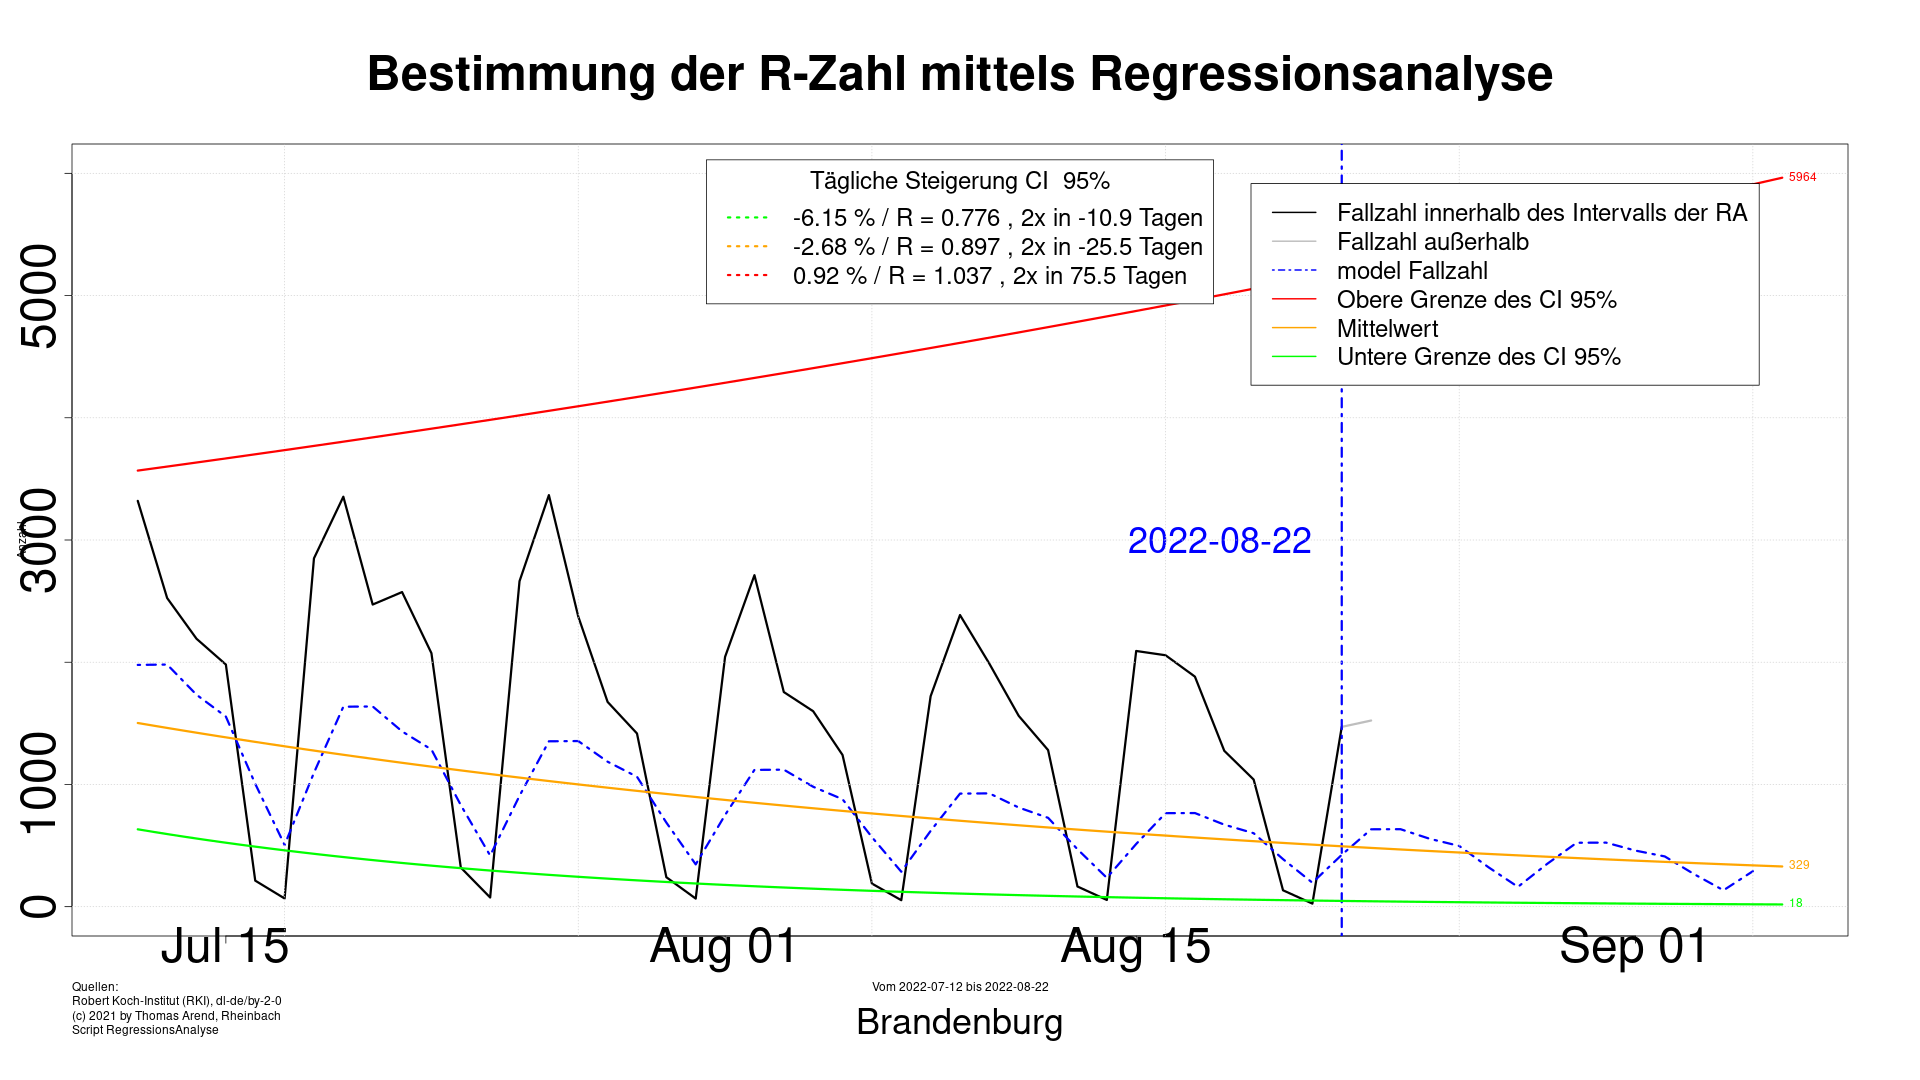 Bestimmung der R-Zahl mittels Regressionsanalyse
Tägliche Steigerung CI 95%
-6.15 % / R = 0.776 , 2x in -10.9 Tagen
-2.68 % / R = 0.897 , 2x in -25.5 Tagen
0.92 % / R = 1.037 , 2x in 75.5 Tagen
5964
Fallzahl innerhalb des Intervalls der RA
Fallzahl außerhalb
model Fallzahl
Obere Grenze des CI 95%
Mittelwert
Untere Grenze des CI 95%
5000
3000
1000
0
Anzahl
2022-08-22
329
18
Jul 15
Aug 01
Aug 15
Sep 01
Quellen:
Robert Koch-Institut (RKI), dl-de/by-2-0
(c) 2021 by Thomas Arend, Rheinbach
Script RegressionsAnalyse
Vom 2022-07-12 bis 2022-08-22
Brandenburg